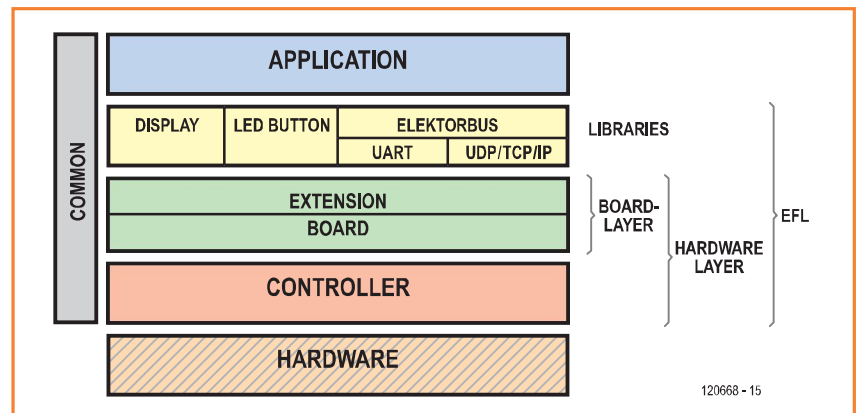 COMMON
APPLICATION
DISPLAY
LED BUTTON
ELEKTORBUS
UART
UDP/TCP/IP
LIBRARIES
EXTENSION
BOARD
BOARD-
LAYER
HARDWARE
LAYER
EFL
CONTROLLER
HARDWARE
120668 - 15